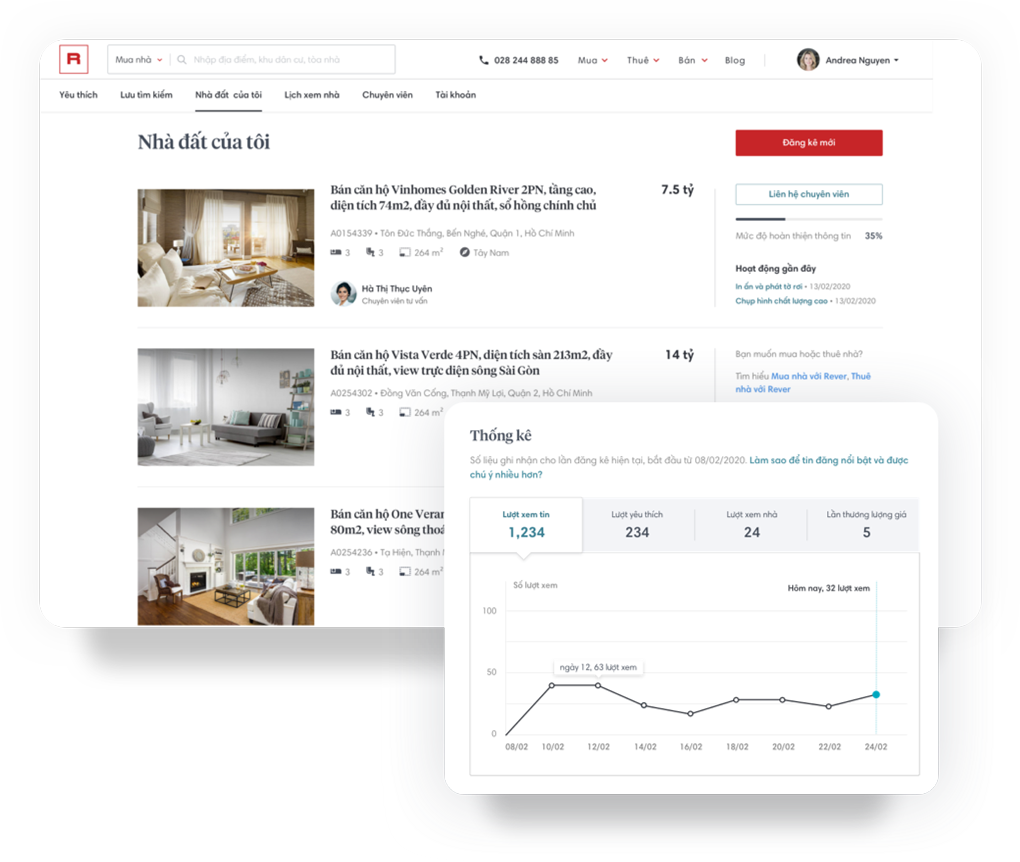 R
Mua nhà
Nhập địa điểm, khu dân cư, tòa nhà
028 244 888 85
Mua
Thuê
Bán
Blog
Andrea Nguyen
Yêu thích
Lưu tìm kiếm
Nhà đất của tôi
Lịch xem nhà
Chuyên viên
Tài khoản
Nhà đất của tôi
Đăng kê mới
Bán căn hộ Vinhomes Golden River 2PN, tầng cao,
diện tích 74m2, đầy đủ nội thất, sổ hồng chính chủ
7.5 tỷ
A0154339 • Tôn Đức Thắng, Bến Nghé, Quận 1, Hồ Chí Minh
3
3
264 m²
Tây Nam
Hà Thị Thục Uyên
Chuyên viên tư vấn
Liên hệ chuyên viên
Mức độ hoàn thiện thông tin 35%
Hoạt động gần đây
In ấn và phát tờ rơi • 13/02/2020
Chụp hình chất lượng cao • 13/02/2020
Bán căn hộ Vista Verde 4PN, diện tích sàn 213m2, đầy
đủ nội thất, view trực diện sông Sài Gòn
14 tỷ
A0254302 • Đồng Văn Cống, Thạnh Mỹ Lợi, Quận 2, Hồ Chí Minh
3
3
264 m²
Bạn muốn mua hoặc thuê nhà?
Tìm hiểu Mua nhà với Rever, Thuê
nhà với Rever
Bán căn hộ One Veran
80m2, view sông thoá
A0254236 • Tạ Hiện, Thạnh
3
3
264 m²
Thống kê
Số liệu ghi nhận cho lần đăng kê hiện tại, bắt đầu từ 08/02/2020. Làm sao để tin đăng nổi bật và được
chú ý nhiều hơn?
Lượt xem tin
1,234
Lượt yêu thích
234
Lượt xem nhà
24
Lần thương lượng giá
5
Số lượt xem
Hôm nay, 32 lượt xem
100
ngày 12, 63 lượt xem
50
0
08/02 10/02 12/02 14/02 16/02 18/02 20/02 22/02 24/02